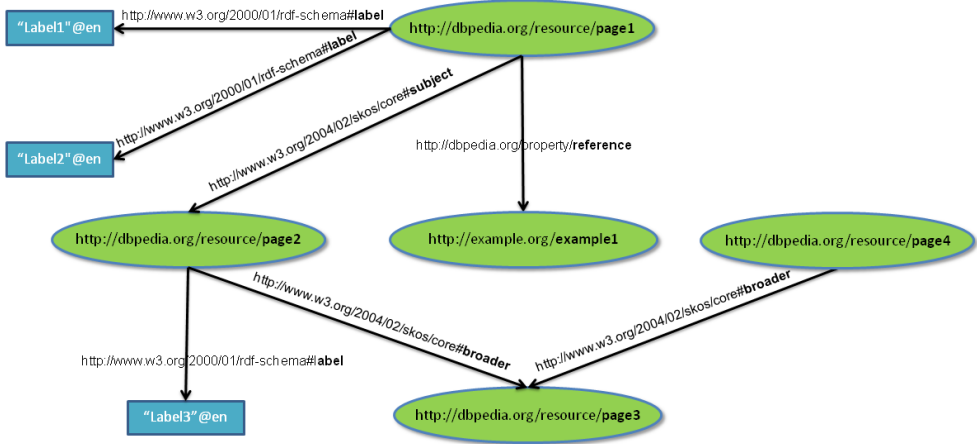 http://www.w3.org/2000/01/rdf-schema#label
“Label1"@en
http://dbpedia.org/resource/page1
http://www.w3.org/2000/01/rdf-schema#label
http://www.w3.org/2004/02/skos/core#subject
http://dbpedia.org/property/reference
“Label2"@en
http://dbpedia.org/resource/page2
http://example.org/example1
http://dbpedia.org/resource/page4
http://www.w3.org/2004/02/skos/core#broader
http://www.w3.org/2004/02/skos/core#broader
http://www.w3.org/2000/01/rdf-schema#label
“Label3”@en
http://dbpedia.org/resource/page3